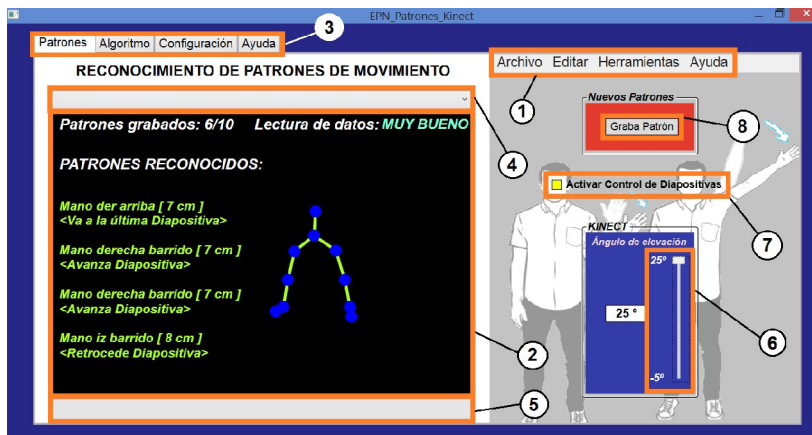 EPN_Patrones_Kinect
3
Patrones Algoritmo Configuración Ayuda
Archivo Editar Herramientas Ayuda
RECONOCIMIENTO DE PATRONES DE MOVIMIENTO
1
Nuevos Patrones
Graba Patrón
8
4
Patrones grabados: 6/10 Lectura de datos: MUY BUENO
PATRONES RECONOCIDOS:
Activar Control de Diapositivas
7
Mano der arriba [ 7 cm ]
<Va a la última Diapositiva>
Mano derecha barrido [ 7 cm ]
<Avanza Diapositiva>
Mano derecha barrido [ 7 cm ]
<Avanza Diapositiva>
Mano iz barrido [ 8 cm ]
<Retrocede Diapositiva>
KINECT
Ángulo de elevación
25º
25 °
-5º
6
2
5